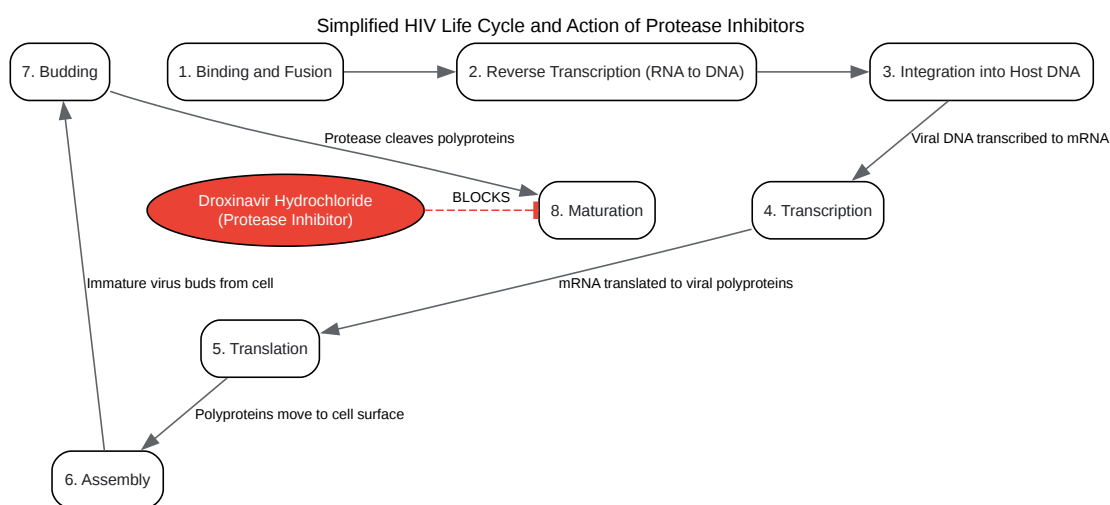 Simplified HIV Life Cycle and Action of Protease Inhibitors
7. Budding
1. Binding and Fusion
2. Reverse Transcription (RNA to DNA)
3. Integration into Host DNA
Protease cleaves polyproteins
Viral DNA transcribed to mRNA
Droxinavir Hydrochloride
(Protease Inhibitor)
BLOCKS
8. Maturation
4. Transcription
Immature virus buds from cell
mRNA translated to viral polyproteins
5. Translation
Polyproteins move to cell surface
6. Assembly